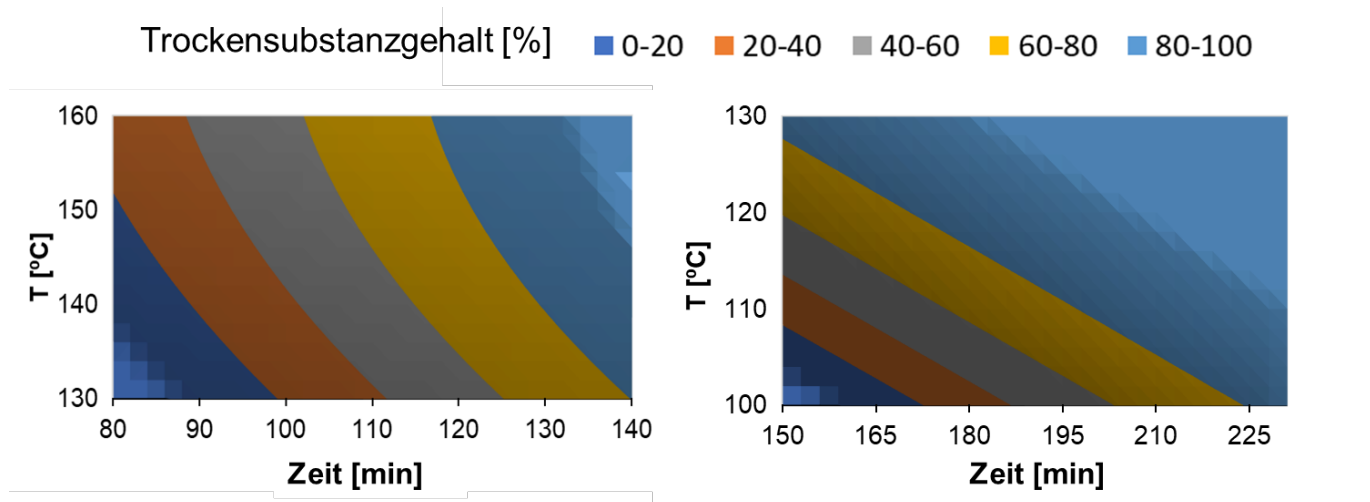 Trockensubstanzgehalt [%] 0-20 20-40 40-60 60-80 80-100
160
150
140
130
T [ºC]
80 90 100 110 120 130 140
Zeit [min]
130
120
110
100
T [ºC]
150 165 180 195 210 225
Zeit [min]